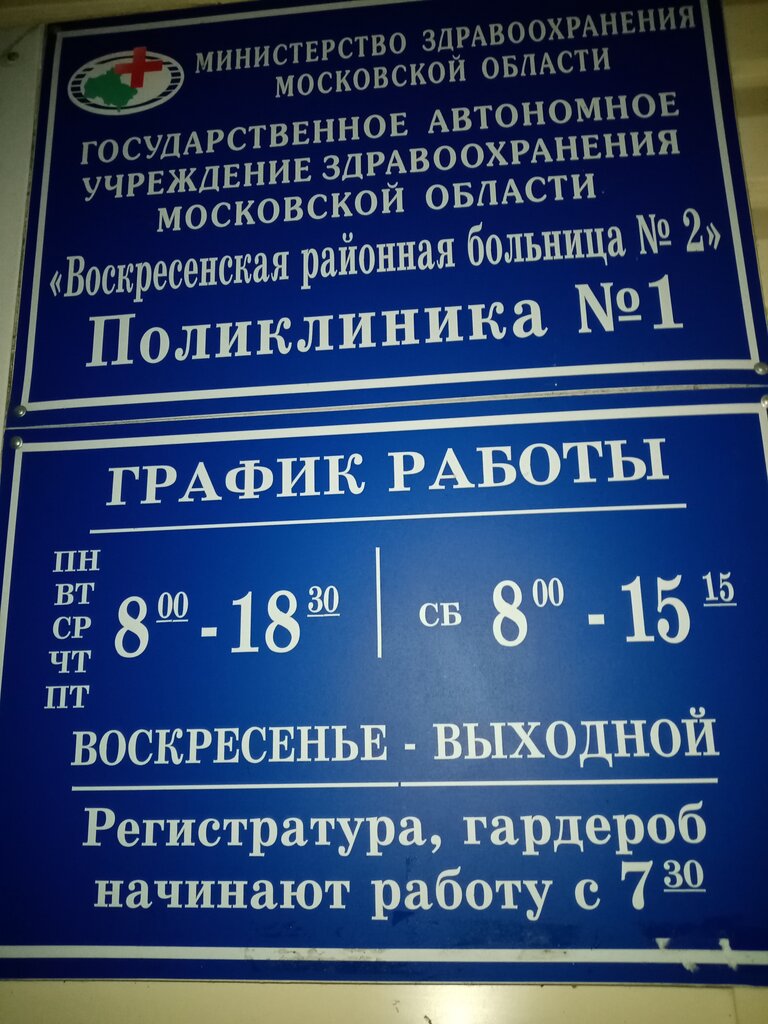 МИНИСТЕРСТВО ЗДРАВООХРАНЕНИЯ
МОСКОВСКОЙ ОБЛАСТИ
ГОСУДАРСТВЕННОЕ АВТОНОМНОЕ
УЧРЕЖДЕНИЕ ЗДРАВООХРАНЕНИЯ
МОСКОВСКОЙ ОБЛАСТИ
«Воскресенская районная больница № 2»
Поликлиника №1
ГРАФИК РАБОТЫ
ПН
ВТ
СР
ЧТ
ПТ
8 00 - 18 30
СБ 8 00 - 15 15
ВОСКРЕСЕНЬЕ - ВЫХОДНОЙ
Регистратура, гардероб
начинают работу с 7 30